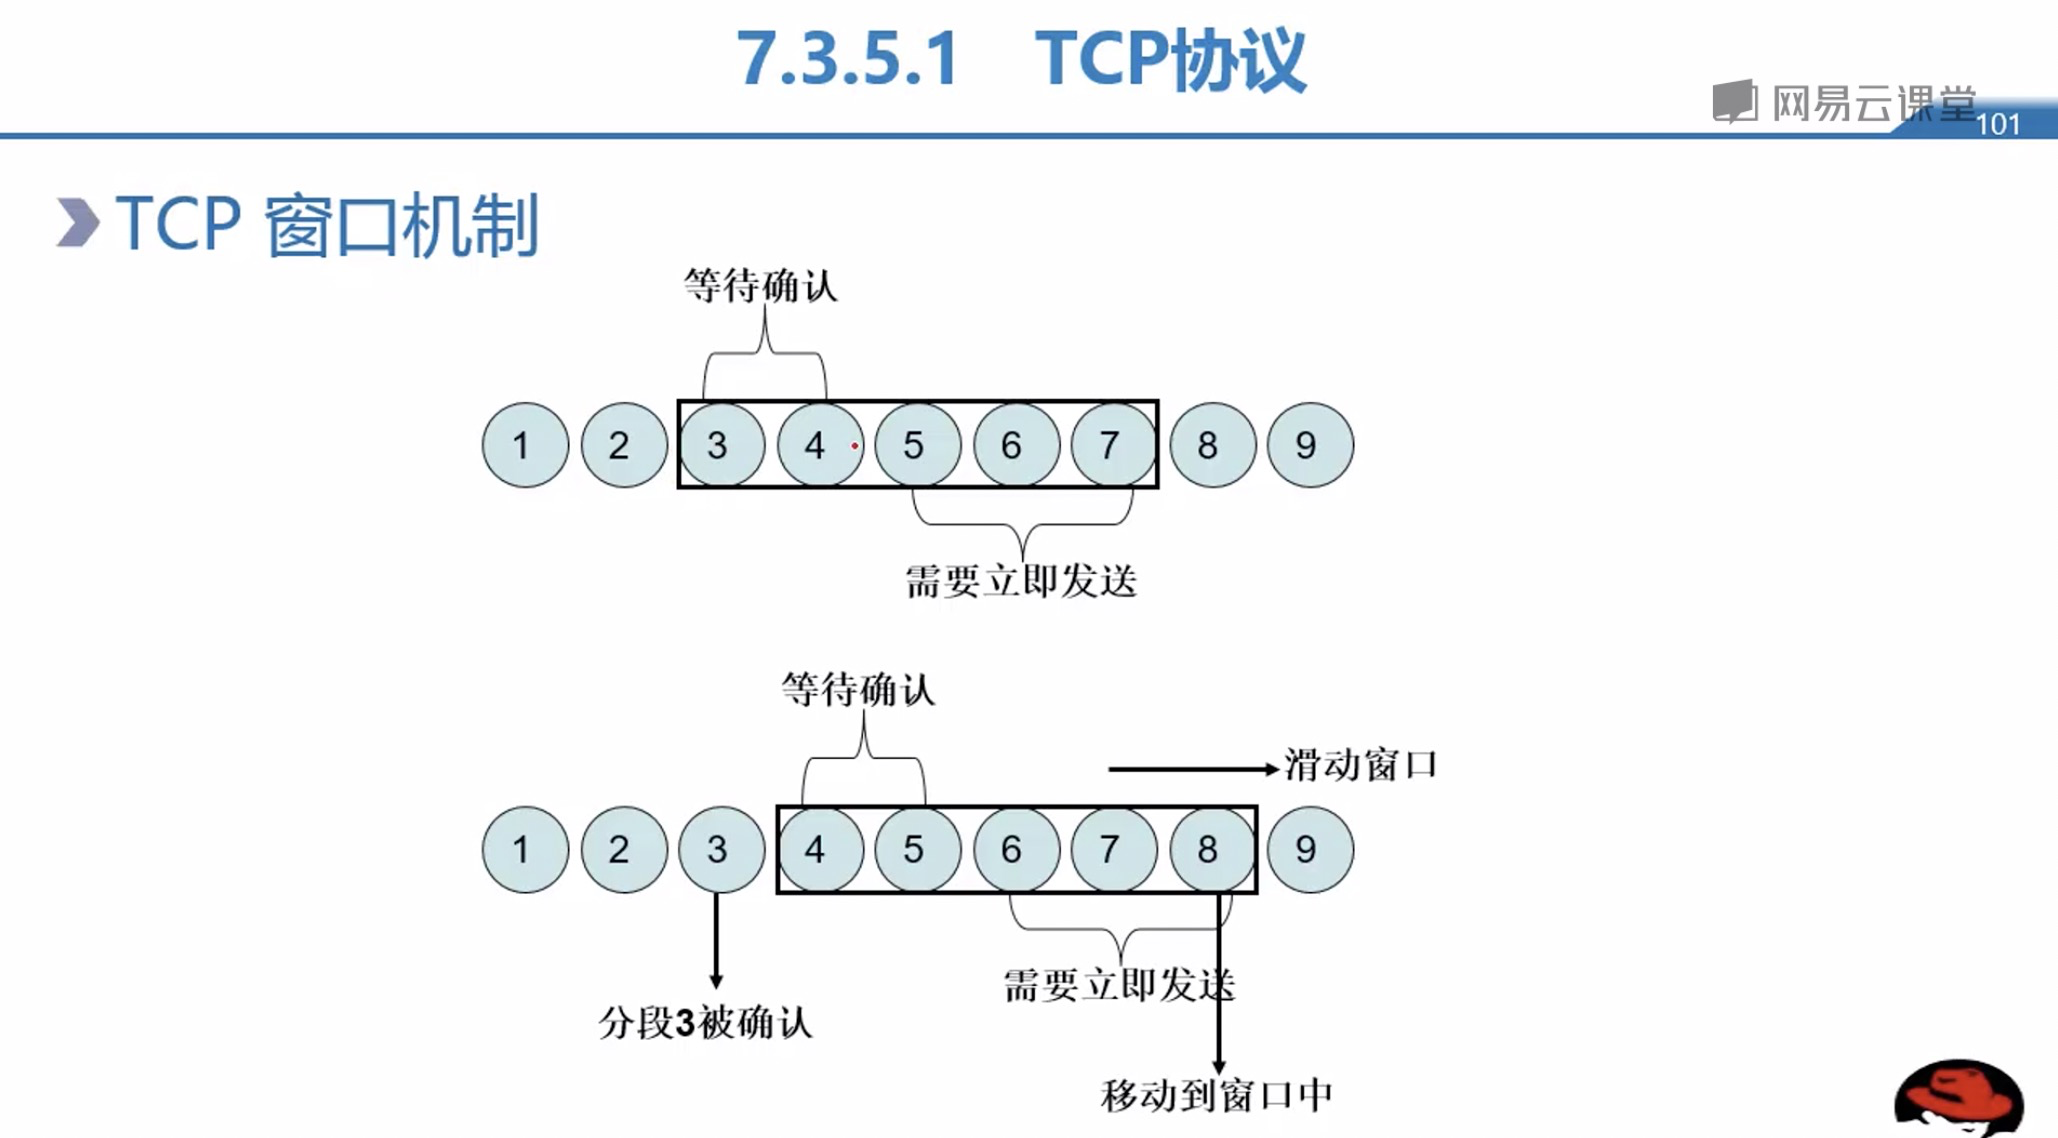 7.3.5.1 TCP协议
网易云课堂
101
TCP 窗口机制
等待确认
1 2 3 4 5 6 7 8 9
需要立即发送
等待确认
滑动窗口
1 2 3 4 5 6 7 8 9
需要立即发送
分段3被确认
移动到窗口中